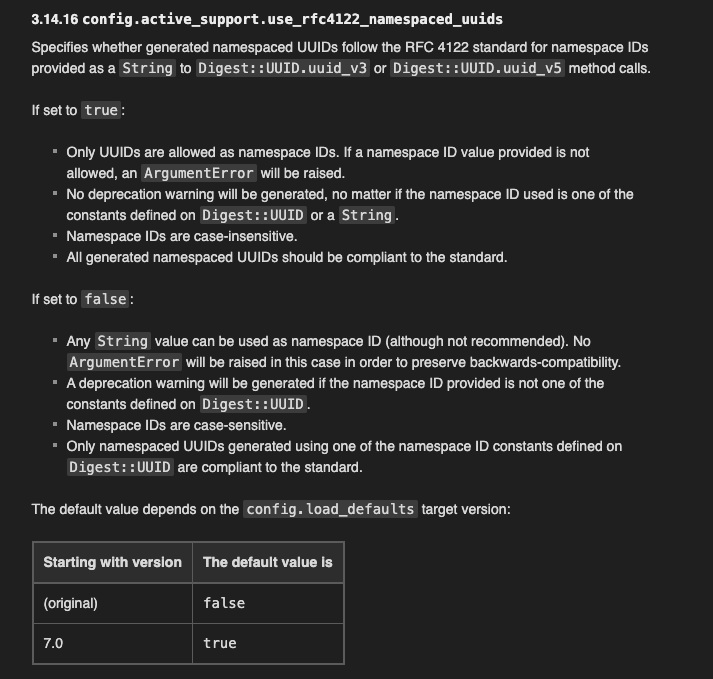 3.14.16 config.active_support.use_rfc4122_namespaced_uuids
Specifies whether generated namespaced UUIDs follow the RFC 4122 standard for namespace IDs
provided as a String to Digest::UUID.uuid_v3 or Digest::UUID.uuid_v5 method calls.
If set to true:
▪ Only UUIDs are allowed as namespace IDs. If a namespace ID value provided is not
allowed, an ArgumentError will be raised.
▪ No deprecation warning will be generated, no matter if the namespace ID used is one of the
constants defined on Digest::UUID or a String.
▪ Namespace IDs are case-insensitive.
▪ All generated namespaced UUIDs should be compliant to the standard.
If set to false:
▪ Any String value can be used as namespace ID (although not recommended). No
ArgumentError will be raised in this case in order to preserve backwards-compatibility.
▪ A deprecation warning will be generated if the namespace ID provided is not one of the
constants defined on Digest::UUID.
▪ Namespace IDs are case-sensitive.
▪ Only namespaced UUIDs generated using one of the namespace ID constants defined on
Digest::UUID are compliant to the standard.
The default value depends on the config.load_defaults target version:
Starting with version The default value is
(original) false
7.0 true